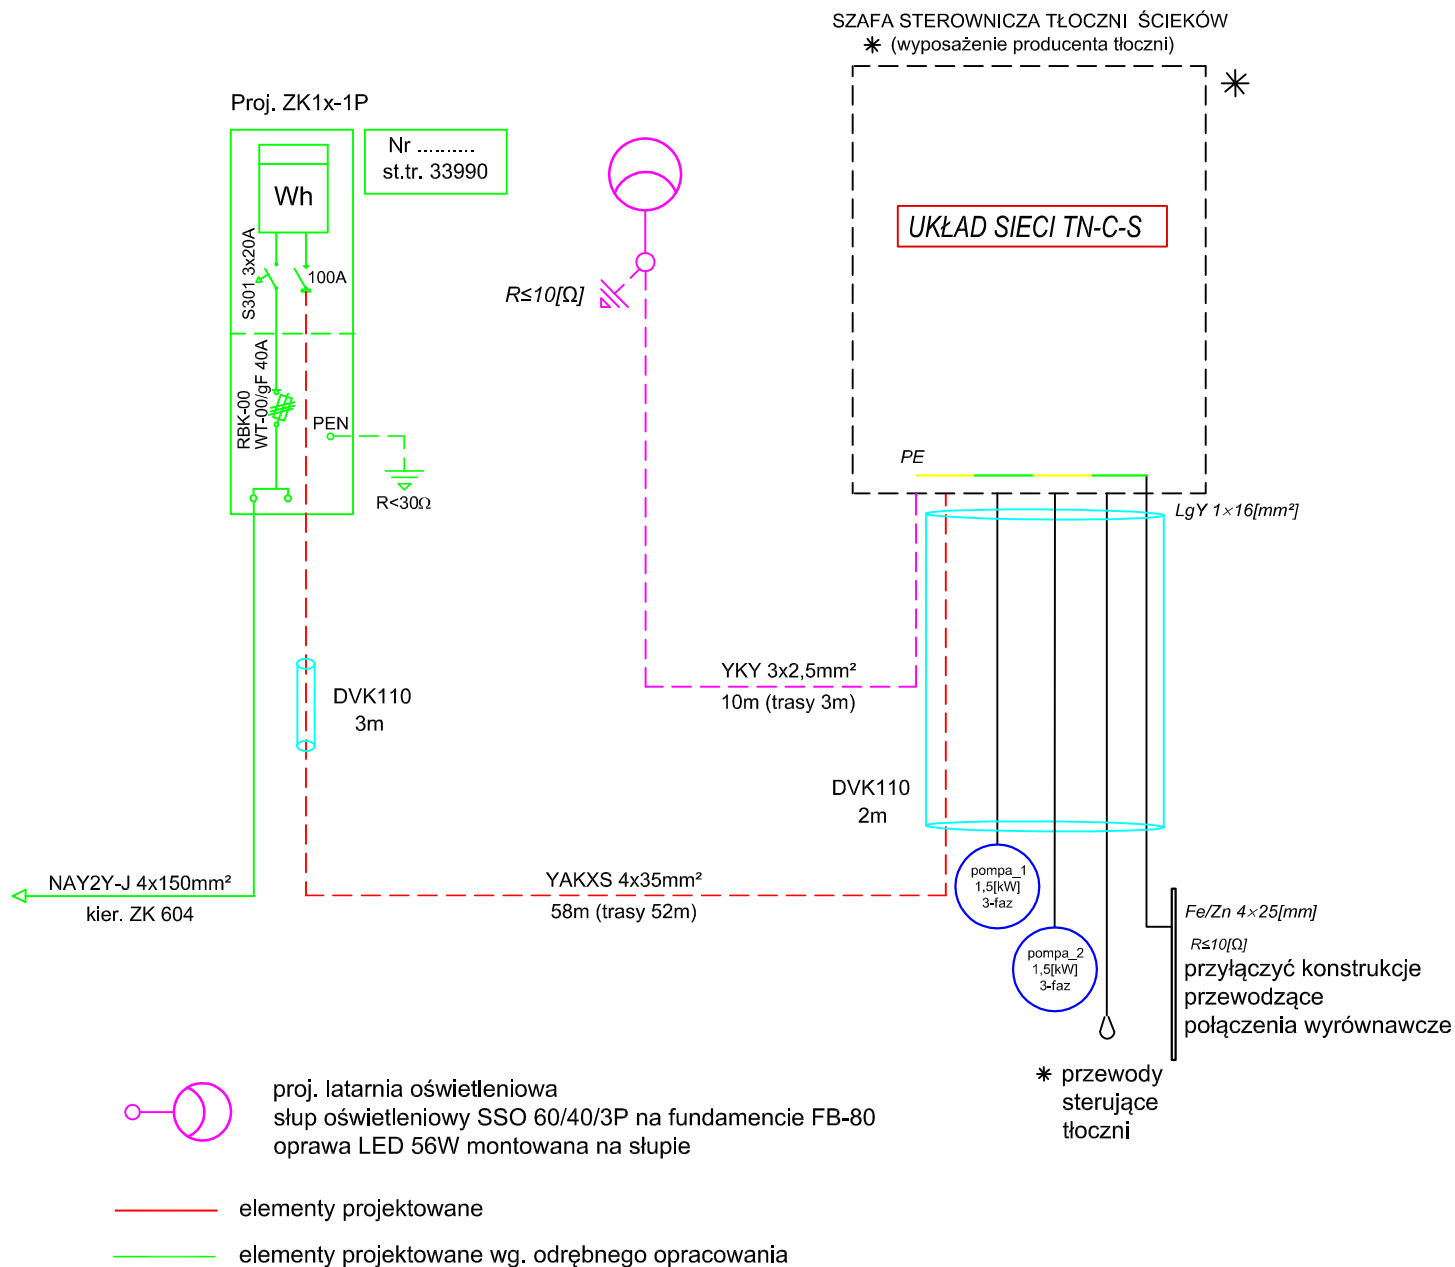 SZAFA STEROWNICZA TŁOCZNI ŚCIEKÓW
* (wyposażenie producenta tłoczni)
*
Proj. ZK1x-1P
Nr ..........
st.tr. 33990
Wh
S301 3x20A
100A
RBK-00
WT-00/gF 40A
PEN
R<30Ω
R≤10[Ω]
UKŁAD SIECI TN-C-S
PE
LgY 1×16[mm²]
YKY 3x2,5mm²
10m (trasy 3m)
DVK110
3m
DVK110
2m
NAY2Y-J 4x150mm²
kier. ZK 604
YAKXS 4x35mm²
58m (trasy 52m)
pompa_1
1,5[kW]
3-faz
pompa_2
1,5[kW]
3-faz
Fe/Zn 4×25[mm]
R≤10[Ω]
przyłączyć konstrukcje
przewodzące
połączenia wyrównawcze
* przewody
sterujące
tłoczni
proj. latarnia oświetleniowa
słup oświetleniowy SSO 60/40/3P na fundamencie FB-80
oprawa LED 56W montowana na słupie
elementy projektowane
elementy projektowane wg. odrębnego opracowania